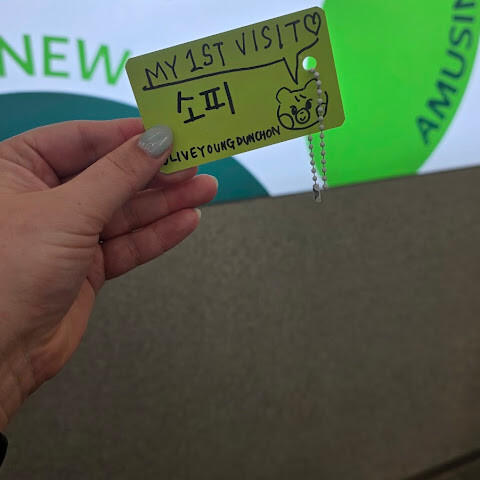 NEW
MY 1ST VISIT♡
소피
OLIVEYOUNGDUNCHON
AMUSIN